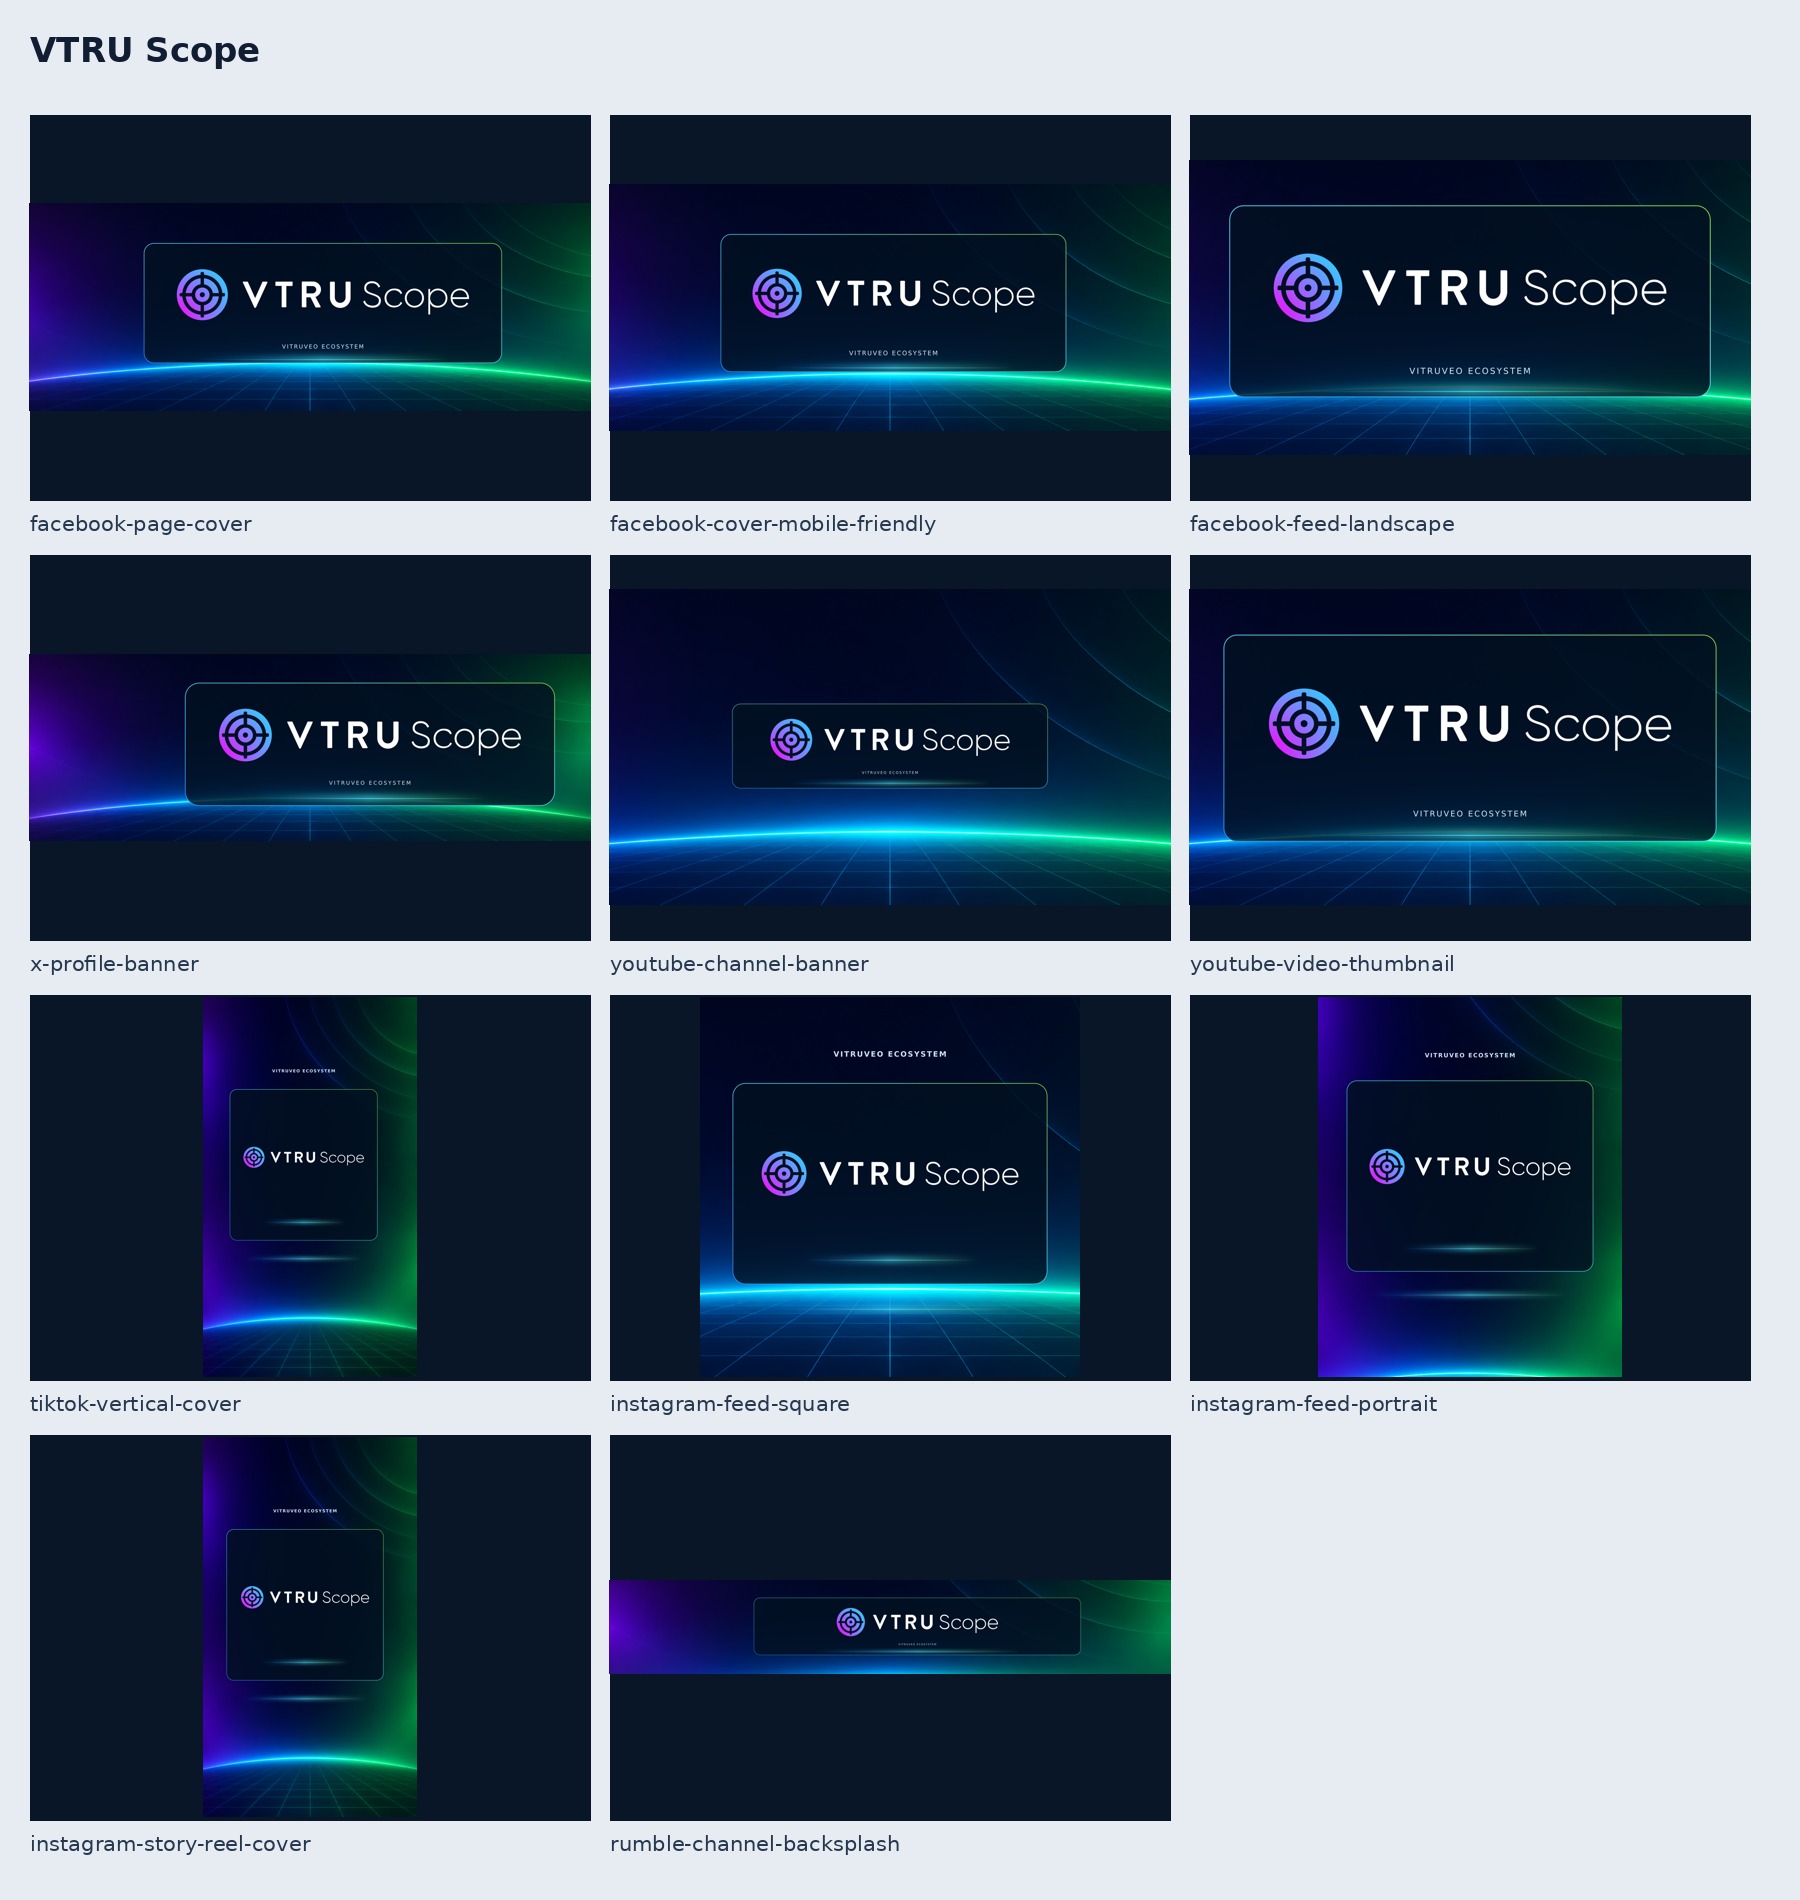 VTRU Scope
VTRU Scope
VITRUVEO ECOSYSTEM
VTRU Scope
VITRUVEO ECOSYSTEM
VTRU Scope
VITRUVEO ECOSYSTEM
facebook-page-cover
facebook-cover-mobile-friendly
facebook-feed-landscape
VTRU Scope
VITRUVEO ECOSYSTEM
VTRU Scope
VITRUVEO ECOSYSTEM
VTRU Scope
VITRUVEO ECOSYSTEM
x-profile-banner
youtube-channel-banner
youtube-video-thumbnail
VITRUVEO ECOSYSTEM
VTRU Scope
VITRUVEO ECOSYSTEM
VTRU Scope
VITRUVEO ECOSYSTEM
VTRU Scope
tiktok-vertical-cover
instagram-feed-square
instagram-feed-portrait
VITRUVEO ECOSYSTEM
VTRU Scope
VTRU Scope
VITRUVEO ECOSYSTEM
instagram-story-reel-cover
rumble-channel-backsplash